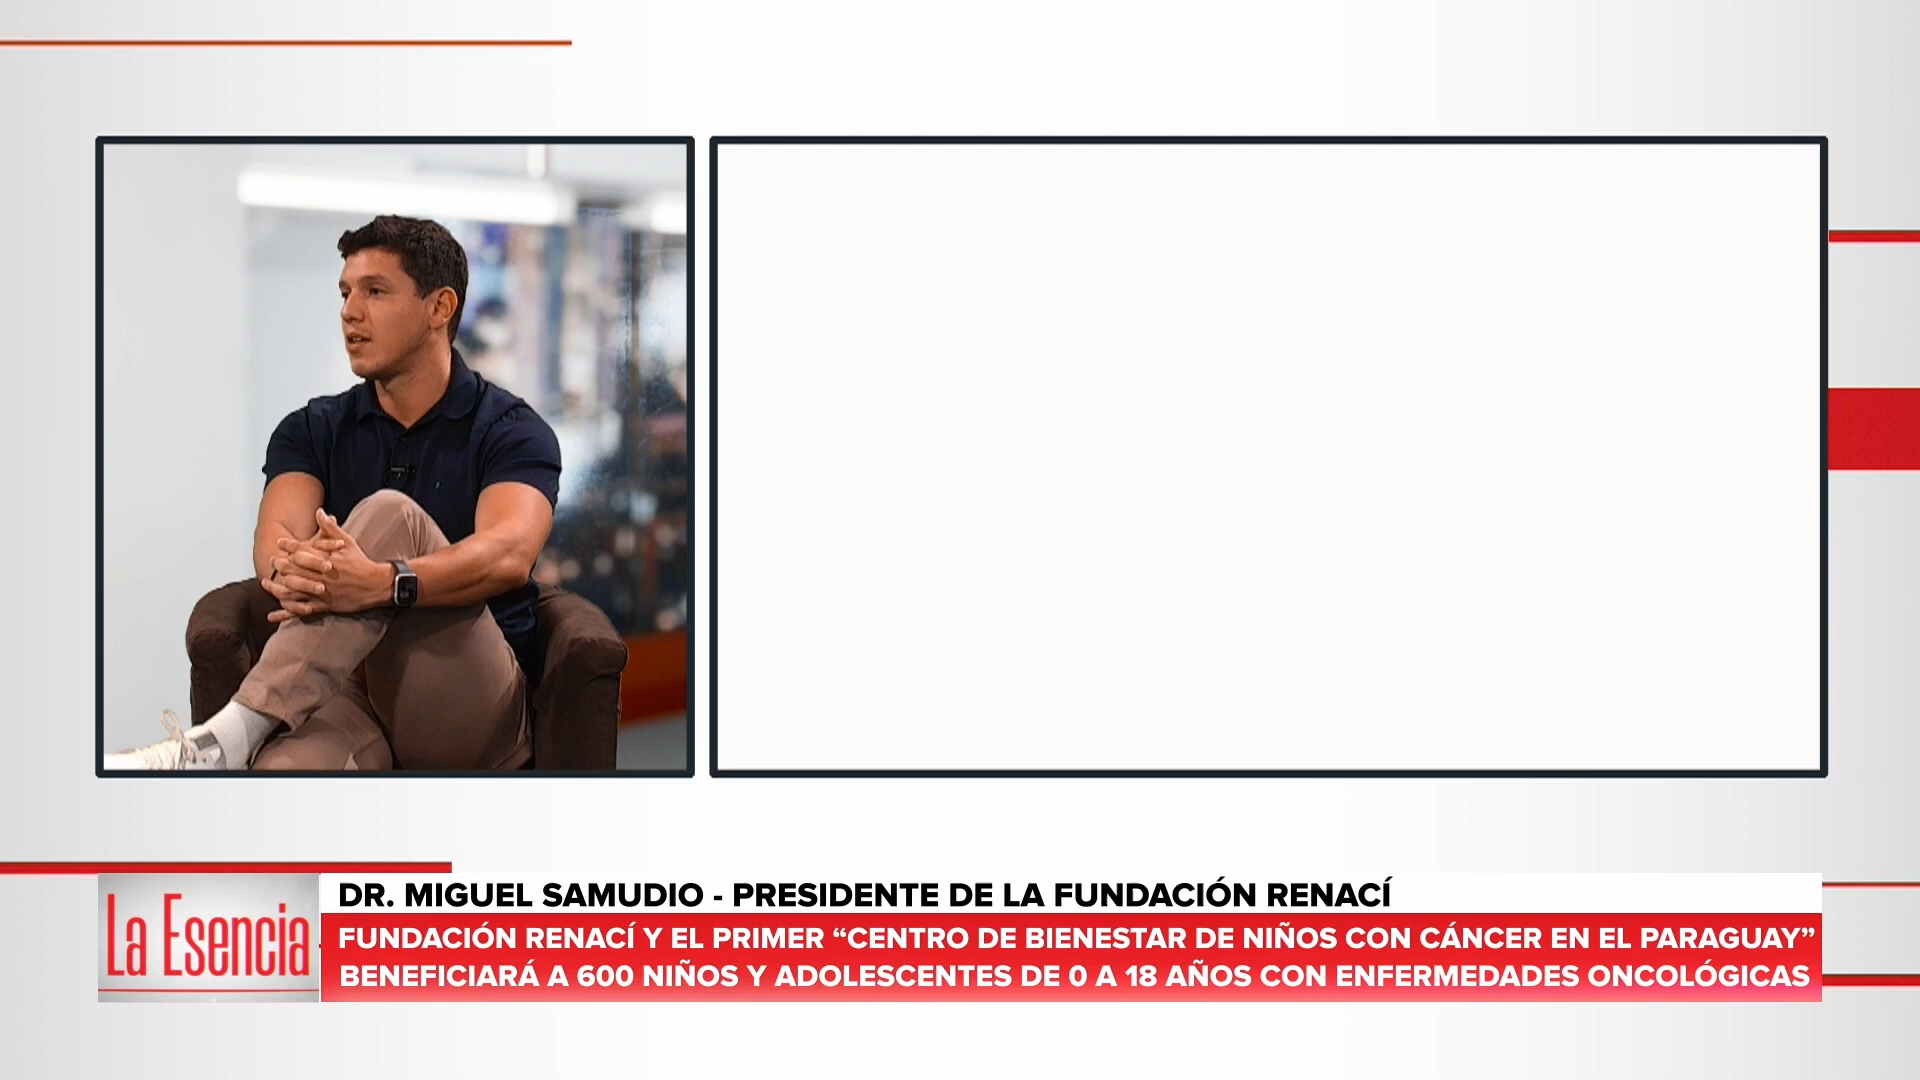 DR. MIGUEL SAMUDIO - PRESIDENTE DE LA FUNDACIÓN RENACÍ
La Esencia
FUNDACIÓN RENACÍ Y EL PRIMER “CENTRO DE BIENESTAR DE NIÑOS CON CÁNCER EN EL PARAGUAY”
BENEFICIARÁ A 600 NIÑOS Y ADOLESCENTES DE 0 A 18 AÑOS CON ENFERMEDADES ONCOLÓGICAS